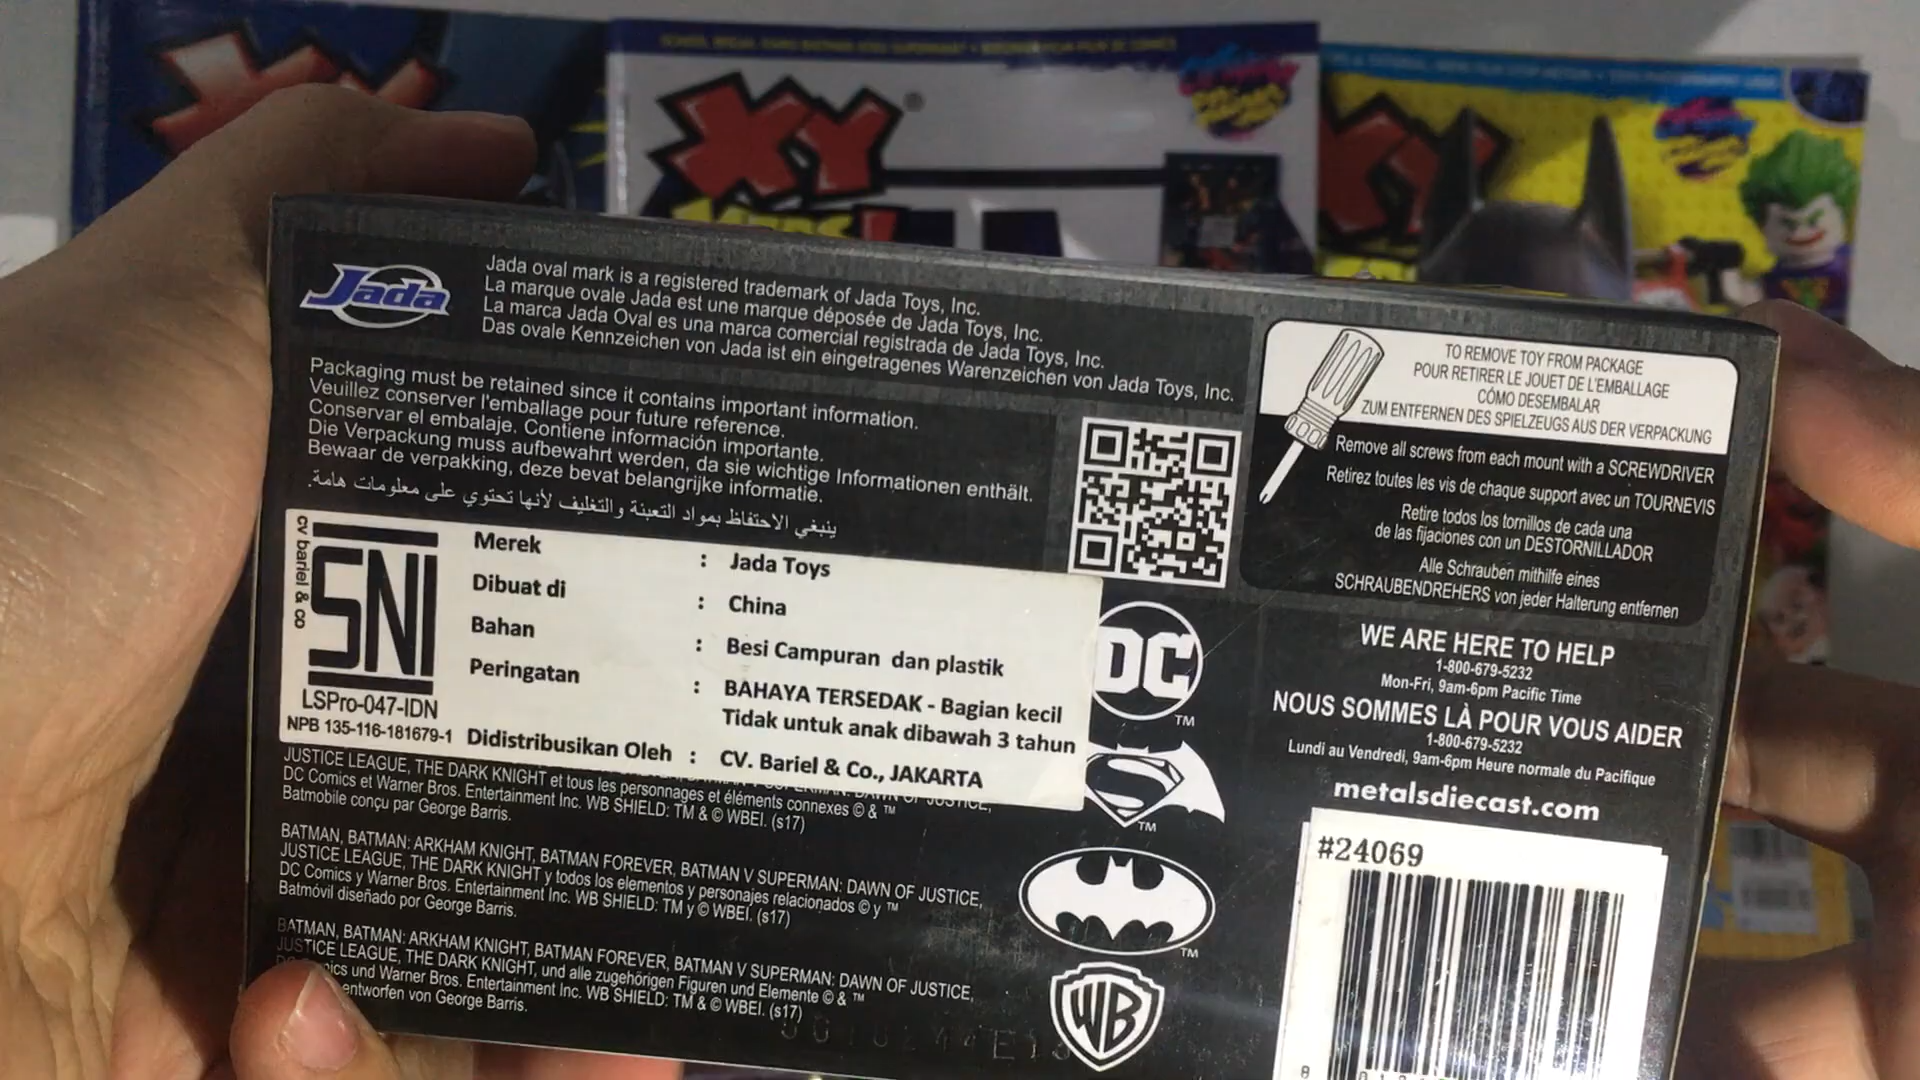 XY
XY
XY
Jada
Jada oval mark is a registered trademark of Jada Toys, Inc.
La marque ovale Jada est une marque déposée de Jada Toys, Inc.
La marca Jada Oval es una marca comercial registrada de Jada Toys, Inc.
Das ovale Kennzeichen von Jada ist ein eingetragenes Warenzeichen von Jada Toys, Inc.
Packaging must be retained since it contains important information.
Veuillez conserver l'emballage pour future reference.
Conservar el embalaje. Contiene información importante.
Die Verpackung muss aufbewahrt werden, da sie wichtige Informationen enthält.
Bewaar de verpakking, deze bevat belangrijke informatie.
ينبغي الاحتفاظ بمواد التعبئة والتغليف لأنها تحتوي على معلومات هامة.
TO REMOVE TOY FROM PACKAGE
POUR RETIRER LE JOUET DE L'EMBALLAGE
CÓMO DESEMBALAR
ZUM ENTFERNEN DES SPIELZEUGS AUS DER VERPACKUNG
Remove all screws from each mount with a SCREWDRIVER
Retirez toutes les vis de chaque support avec un TOURNEVIS
Retire todos los tornillos de cada una
de las fijaciones con un DESTORNILLADOR
Alle Schrauben mithilfe eines
SCHRAUBENDREHERS von jeder Halterung entfernen
cv bariel & co
SNI
LSPro-047-IDN
NPB 135-116-181679-1
Merek : Jada Toys
Dibuat di : China
Bahan : Besi Campuran dan plastik
Peringatan : BAHAYA TERSEDAK - Bagian kecil
Tidak untuk anak dibawah 3 tahun
Didistribusikan Oleh : CV. Bariel & Co., JAKARTA
DC
TM
TM
TM
WB
WE ARE HERE TO HELP
1-800-679-5232
Mon-Fri, 9am-6pm Pacific Time
NOUS SOMMES LÀ POUR VOUS AIDER
1-800-679-5232
Lundi au Vendredi, 9am-6pm Heure normale du Pacifique
metalsdiecast.com
#24069
JUSTICE LEAGUE, THE DARK KNIGHT et tous les personnages et éléments connexes © & ™
DC Comics et Warner Bros. Entertainment Inc. WB SHIELD: TM & © WBEI. (s17)
Batmobile conçu par George Barris.
BATMAN, BATMAN: ARKHAM KNIGHT, BATMAN FOREVER, BATMAN V SUPERMAN: DAWN OF JUSTICE,
JUSTICE LEAGUE, THE DARK KNIGHT y todos los elementos y personajes relacionados © y ™
DC Comics y Warner Bros. Entertainment Inc. WB SHIELD: TM y © WBEI. (s17)
Batmóvil diseñado por George Barris.
BATMAN, BATMAN: ARKHAM KNIGHT, BATMAN FOREVER, BATMAN V SUPERMAN: DAWN OF JUSTICE,
JUSTICE LEAGUE, THE DARK KNIGHT, und alle zugehörigen Figuren und Elemente © & ™
und Warner Bros. Entertainment Inc. WB SHIELD: TM & © WBEI. (s17)
entworfen von George Barris.